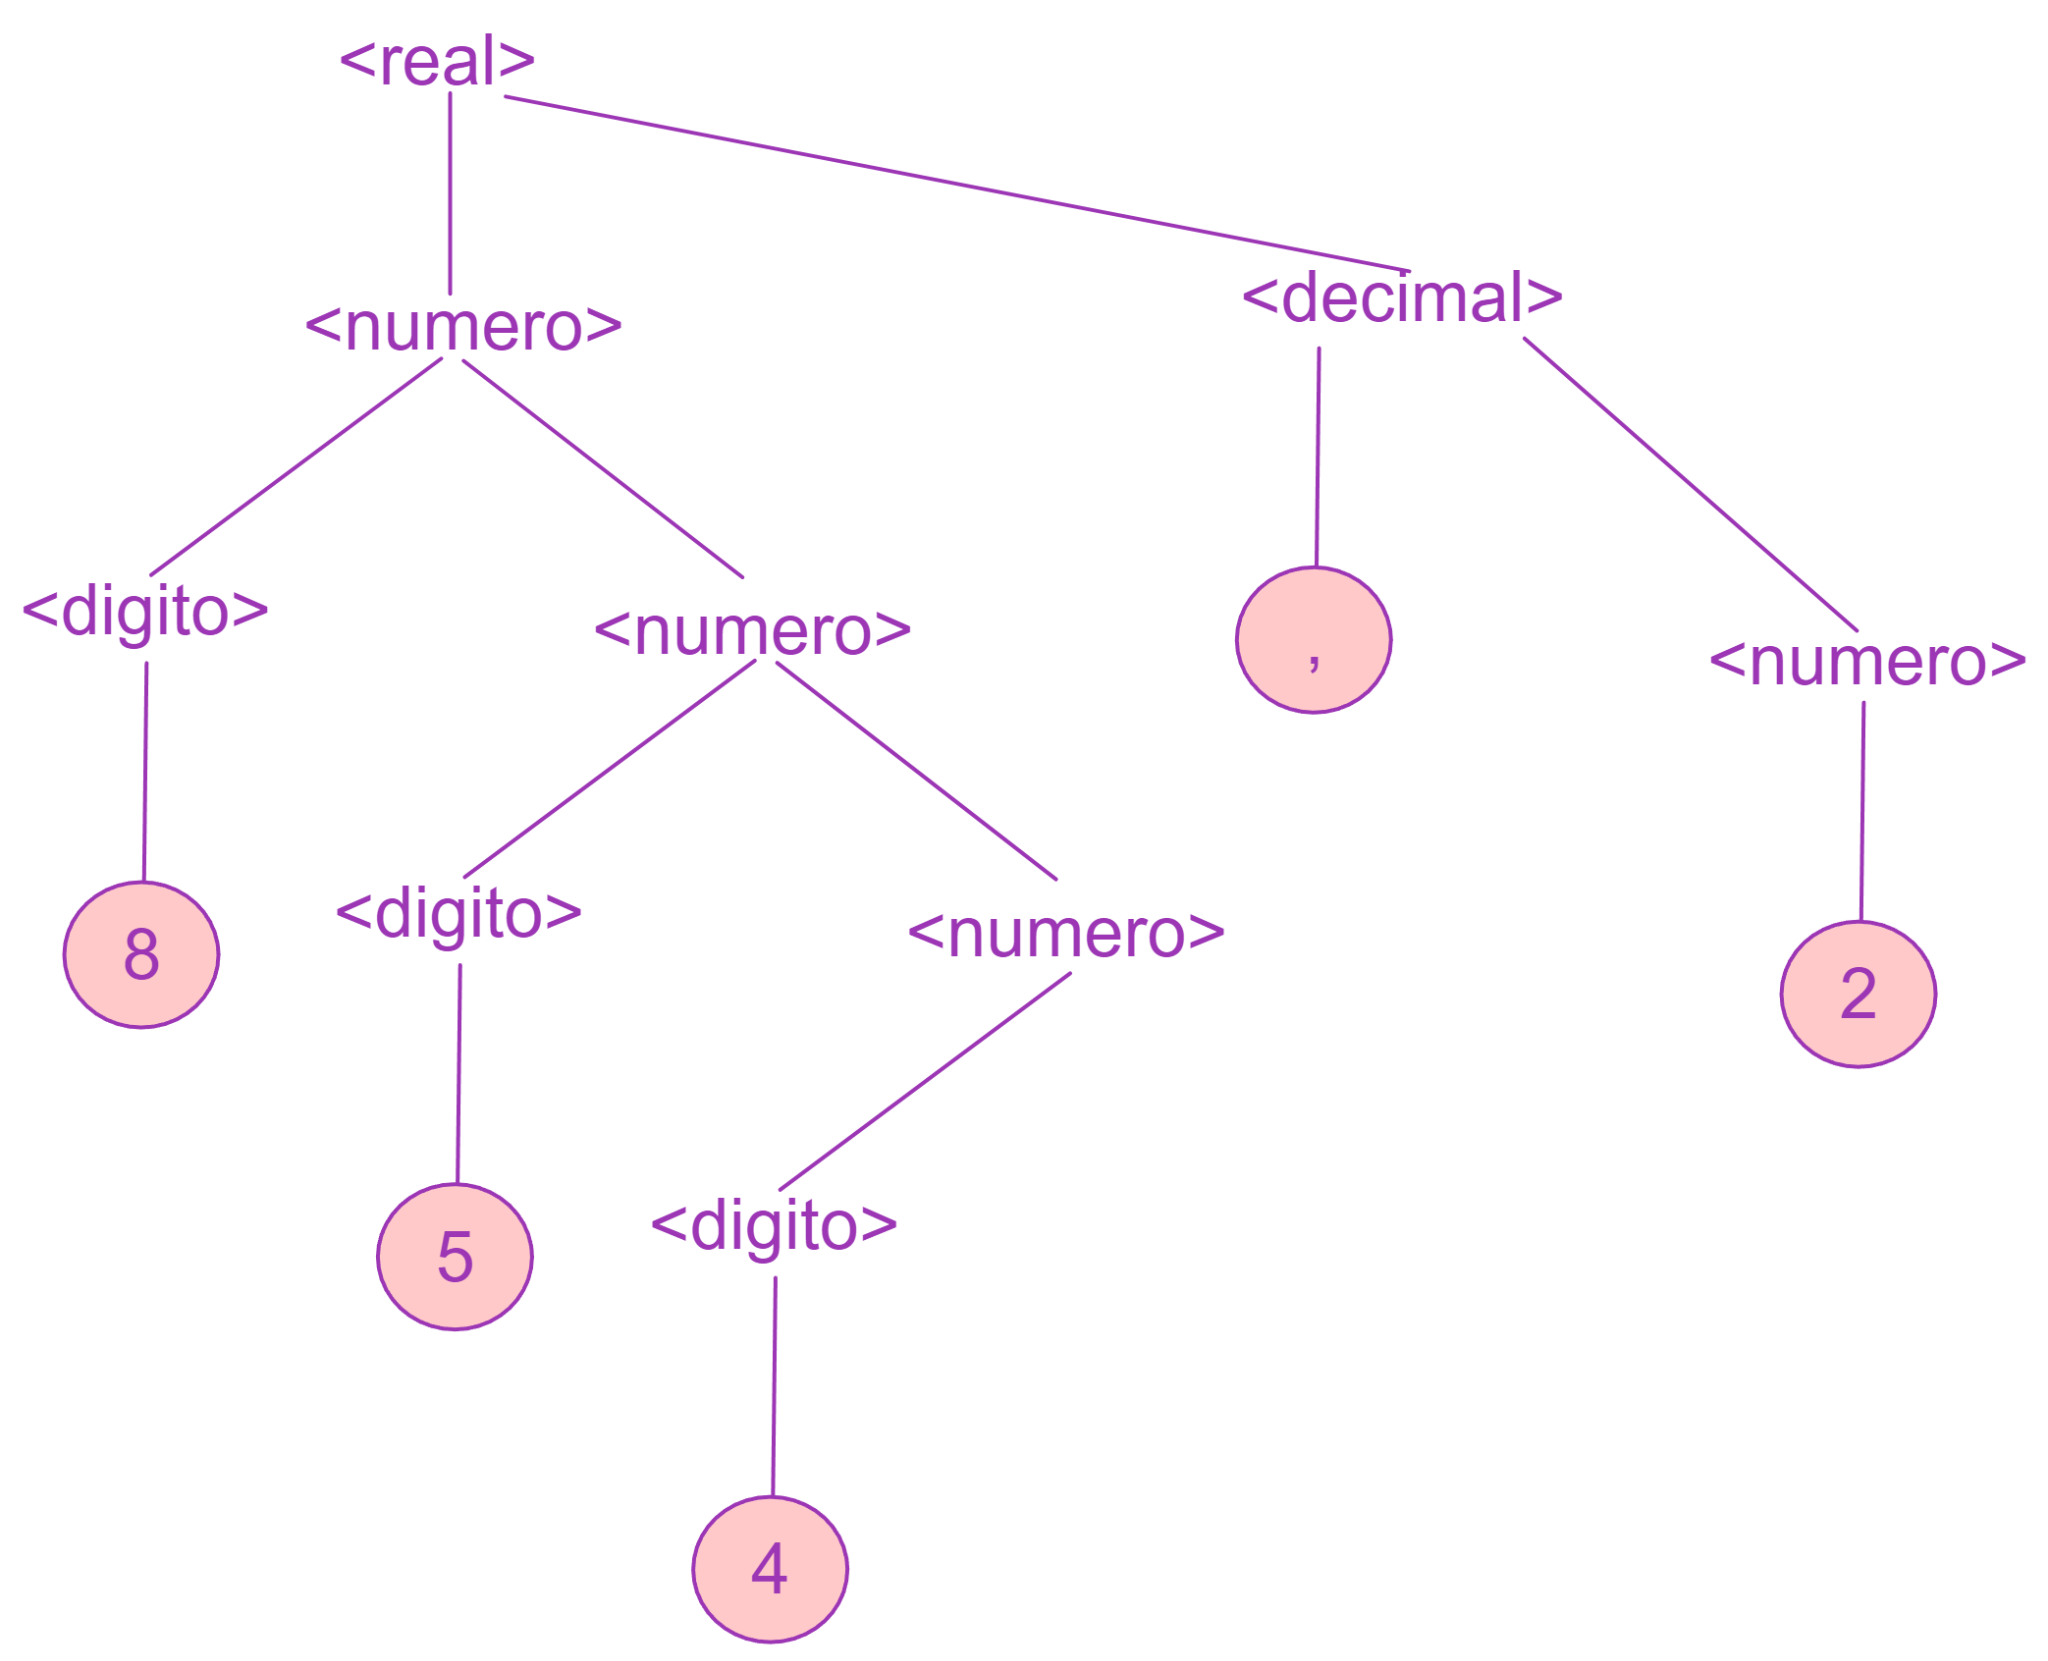 <real>
<decimal>
<numero>
<digito>
<numero>
,
<numero>
8
<digito>
<numero>
2
5
<digito>
4